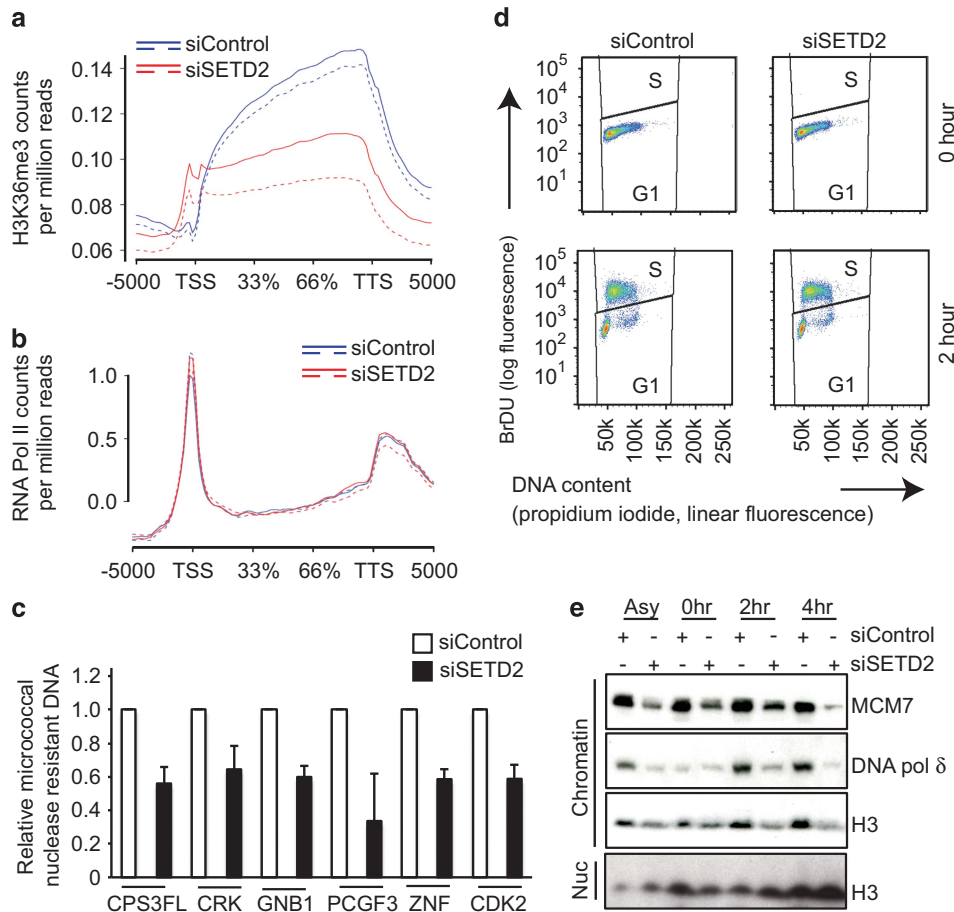 a
H3K36me3 counts
per million reads
siControl
siSETD2
0.14
0.12
0.10
0.08
0.06
-5000 TSS 33% 66% TTS 5000
b
RNA Pol II counts
per million reads
siControl
siSETD2
1.0
0.5
0.0
-5000 TSS 33% 66% TTS 5000
c
Relative micrococcal
nuclease resistant DNA
siControl
siSETD2
1.2
1.0
0.8
0.6
0.4
0.2
0
CPS3FL CRK GNB1 PCGF3 ZNF CDK2
d
siControl siSETD2
10^5
10^4
10^3
10^2
10^1
S
G1
S
G1
0 hour
10^5
10^4
10^3
10^2
10^1
S
G1
S
G1
2 hour
BrDU (log fluorescence)
50k 100k 150k 200k 250k
50k 100k 150k 200k 250k
DNA content
(propidium iodide, linear fluorescence)
e
Asy 0hr 2hr 4hr
+ - + - + - + - siControl
- + - + - + - + siSETD2
Chromatin
MCM7
DNA pol δ
H3
Nuc
H3